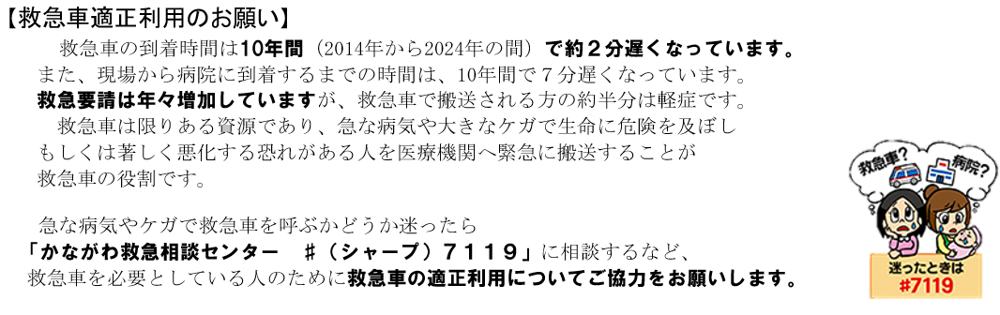 【救急車適正利用のお願い】
救急車の到着時間は10年間（2014年から2024年の間）で約２分遅くなっています。
また、現場から病院に到着するまでの時間は、10年間で７分遅くなっています。
救急要請は年々増加していますが、救急車で搬送される方の約半分は軽症です。
救急車は限りある資源であり、急な病気や大きなケガで生命に危険を及ぼし
もしくは著しく悪化する恐れがある人を医療機関へ緊急に搬送することが
救急車の役割です。
急な病気やケガで救急車を呼ぶかどうか迷ったら
「かながわ救急相談センター　♯（シャープ）７１１９」に相談するなど、
救急車を必要としている人のために救急車の適正利用についてご協力をお願いします。
救急車？
病院？
迷ったときは
♯7119